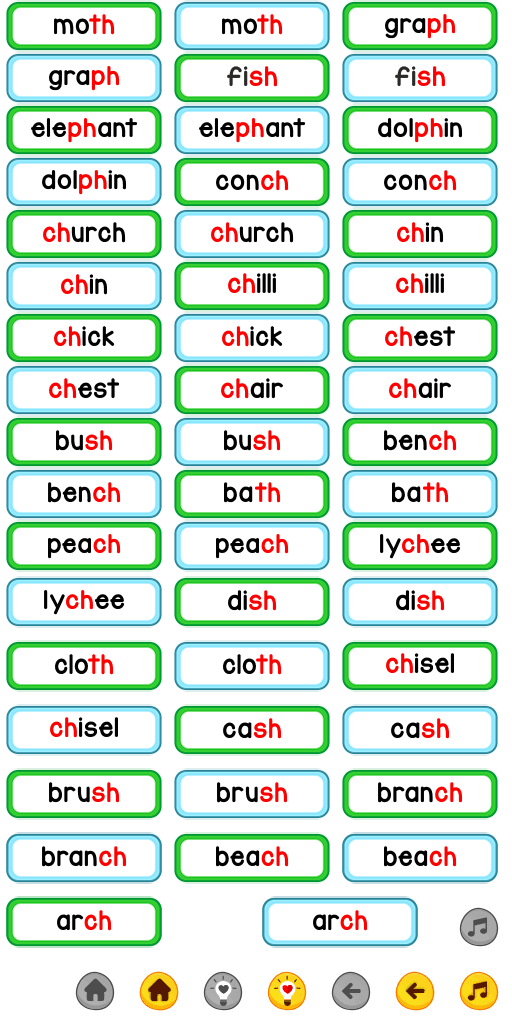 moth moth graph
graph fish fish
elephant elephant dolphin
dolphin conch conch
church church chin
chin chilli chilli
chick chick chest
chest chair chair
bush bush bench
bench bath bath
peach peach lychee
lychee dish dish
cloth cloth chisel
chisel cash cash
brush brush branch
branch beach beach
arch arch